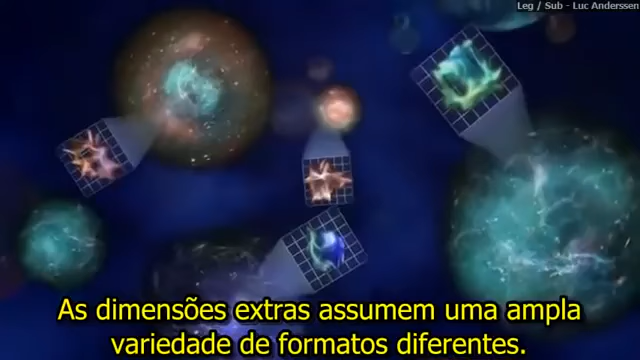 Leg / Sub - Luc Anderssen
As dimensões extras assumem uma ampla
variedade de formatos diferentes.